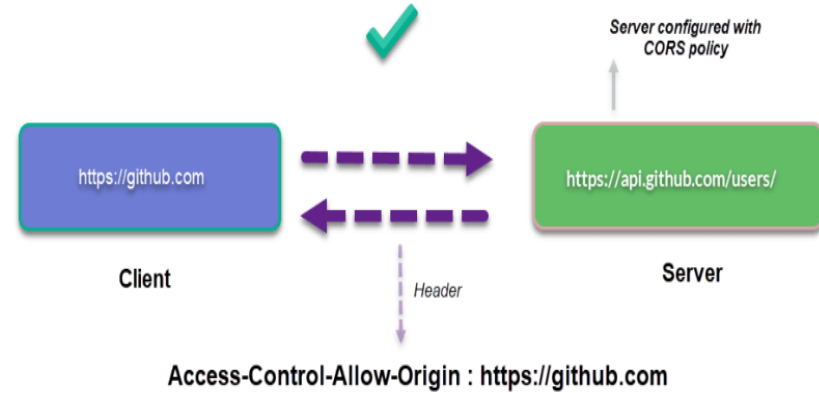 Server configured with
CORS policy
https://github.com
https://api.github.com/users/
Client
Server
Header
Access-Control-Allow-Origin : https://github.com